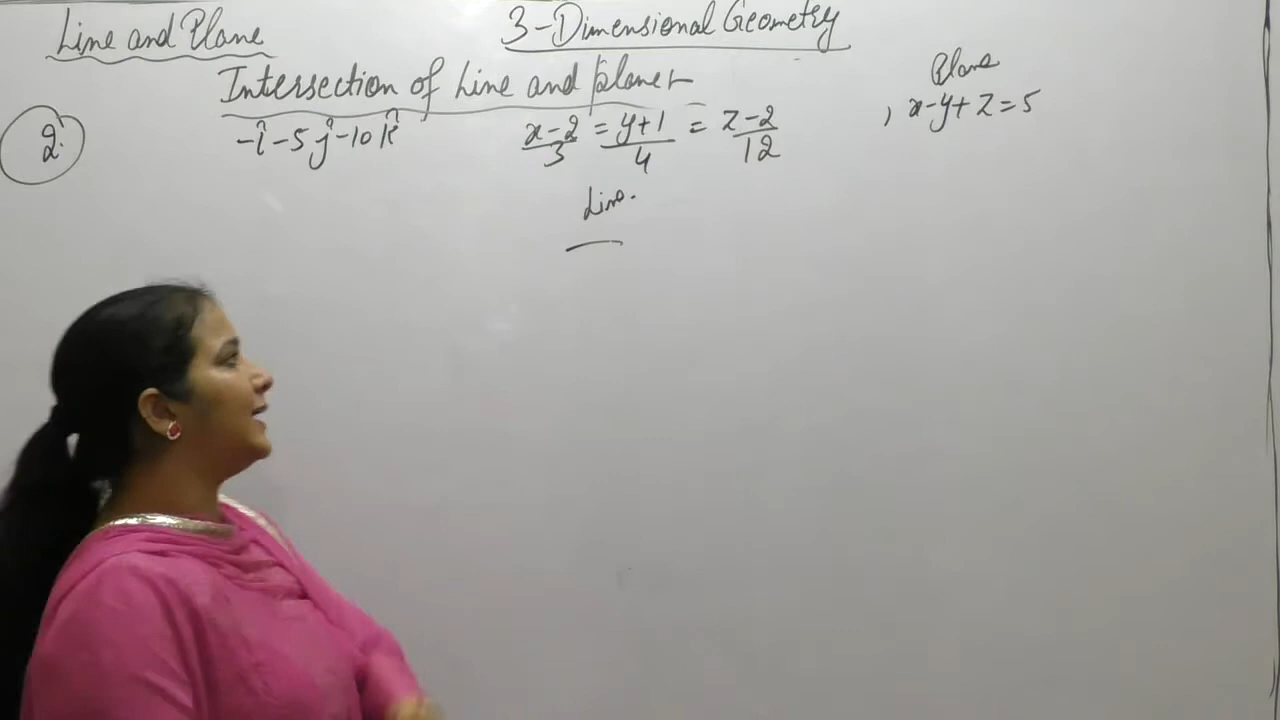 Line and Plane
3-Dimensional Geometry
Intersection of Line and plane
Plane
2.
-î-5ĵ-10k̂
x-2/3 = y+1/4 = z-2/12
, x-y+z=5
Line.